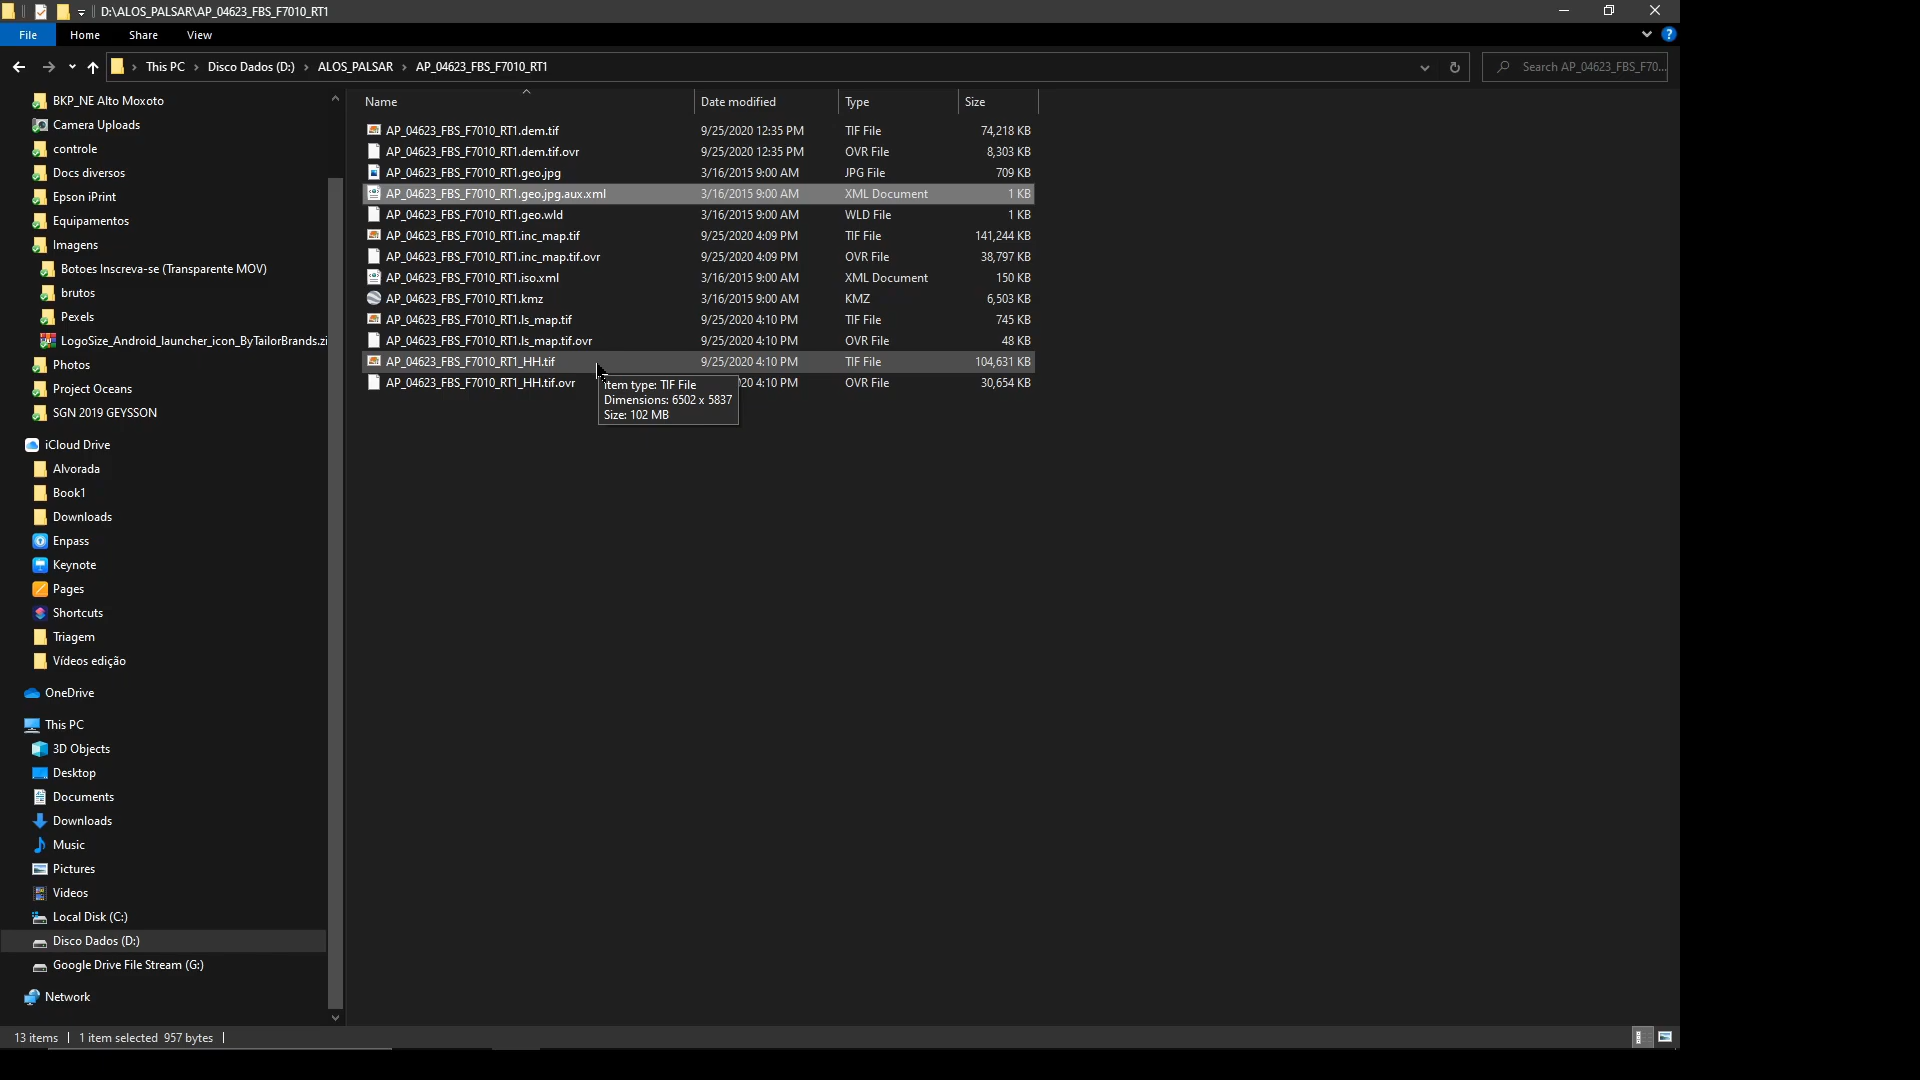 D:\ALOS_PALSAR\AP_04623_FBS_F7010_RT1
File Home Share View
This PC Disco Dados (D:) ALOS_PALSAR AP_04623_FBS_F7010_RT1
Search AP_04623_FBS_F70...
BKP_NE Alto Moxoto
Camera Uploads
controle
Docs diversos
Epson iPrint
Equipamentos
Imagens
Botoes Inscreva-se (Transparente MOV)
brutos
Pexels
LogoSize_Android_launcher_icon_ByTailorBrands.zi
Photos
Project Oceans
SGN 2019 GEYSSON
iCloud Drive
Alvorada
Book1
Downloads
Enpass
Keynote
Pages
Shortcuts
Triagem
Vídeos edição
OneDrive
This PC
3D Objects
Desktop
Documents
Downloads
Music
Pictures
Videos
Local Disk (C:)
Disco Dados (D:)
Google Drive File Stream (G:)
Network
Name Date modified Type Size
AP_04623_FBS_F7010_RT1.dem.tif 9/25/2020 12:35 PM TIF File 74,218 KB
AP_04623_FBS_F7010_RT1.dem.tif.ovr 9/25/2020 12:35 PM OVR File 8,303 KB
AP_04623_FBS_F7010_RT1.geo.jpg 3/16/2015 9:00 AM JPG File 709 KB
AP_04623_FBS_F7010_RT1.geo.jpg.aux.xml 3/16/2015 9:00 AM XML Document 1 KB
AP_04623_FBS_F7010_RT1.geo.wld 3/16/2015 9:00 AM WLD File 1 KB
AP_04623_FBS_F7010_RT1.inc_map.tif 9/25/2020 4:09 PM TIF File 141,244 KB
AP_04623_FBS_F7010_RT1.inc_map.tif.ovr 9/25/2020 4:09 PM OVR File 38,797 KB
AP_04623_FBS_F7010_RT1.iso.xml 3/16/2015 9:00 AM XML Document 150 KB
AP_04623_FBS_F7010_RT1.kmz 3/16/2015 9:00 AM KMZ 6,503 KB
AP_04623_FBS_F7010_RT1.ls_map.tif 9/25/2020 4:10 PM TIF File 745 KB
AP_04623_FBS_F7010_RT1.ls_map.tif.ovr 9/25/2020 4:10 PM OVR File 48 KB
AP_04623_FBS_F7010_RT1_HH.tif 9/25/2020 4:10 PM TIF File 104,631 KB
AP_04623_FBS_F7010_RT1_HH.tif.ovr 20 4:10 PM OVR File 30,654 KB
Item type: TIF File
Dimensions: 6502 x 5837
Size: 102 MB
13 items 1 item selected 957 bytes